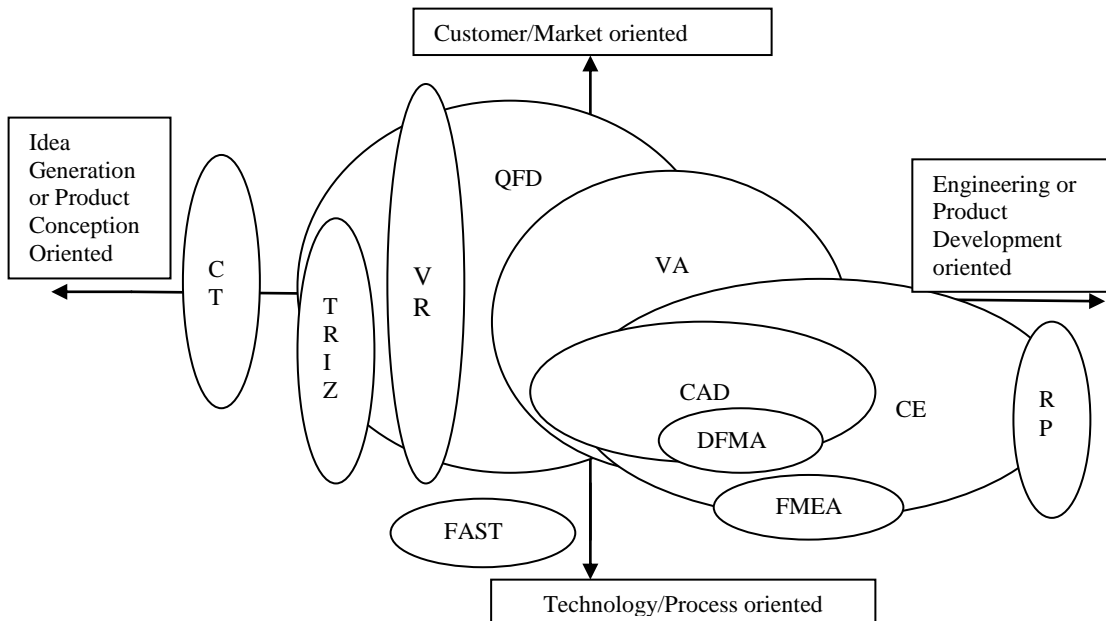 Customer/Market oriented
Idea
Generation
or Product
Conception
Oriented
Engineering or
Product
Development
oriented
QFD
VA
C
T
V
R
T
R
I
Z
CAD
CE
R
P
DFMA
FMEA
FAST
Technology/Process oriented